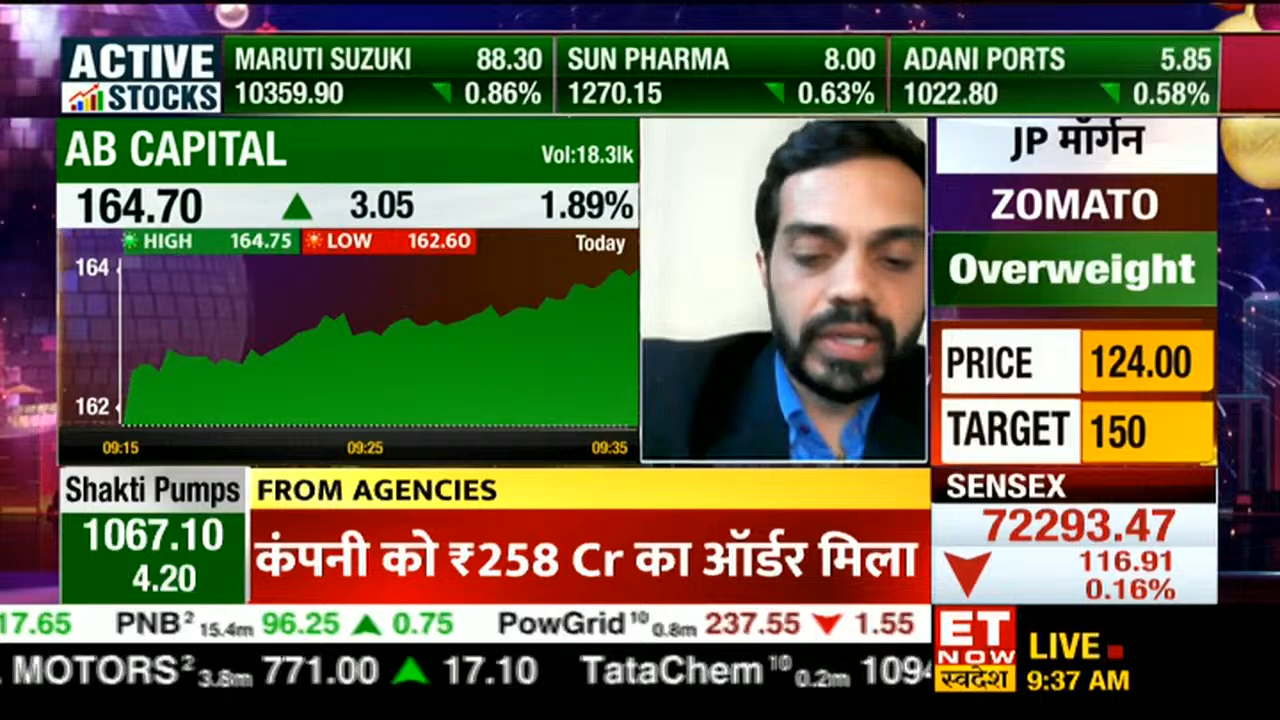 ACTIVE STOCKS
MARUTI SUZUKI 88.30
10359.90 0.86%
SUN PHARMA 8.00
1270.15 0.63%
ADANI PORTS 5.85
1022.80 0.58%
AB CAPITAL Vol:18.3lk
164.70 ▲ 3.05 1.89%
HIGH 164.75 LOW 162.60 Today
164
162
09:15 09:25 09:35
JP मॉर्गन
ZOMATO
Overweight
PRICE 124.00
TARGET 150
Shakti Pumps
1067.10
4.20
FROM AGENCIES
कंपनी को ₹258 Cr का ऑर्डर मिला
SENSEX
72293.47
▼ 116.91
0.16%
17.65 PNB² 15.4m 96.25 ▲ 0.75 PowGrid¹⁰ 0.8m 237.55 ▼ 1.55
MOTORS² 3.8m 771.00 ▲ 17.10 TataChem¹⁰ 0.2m 1094
ET NOW स्वदेश
LIVE
9:37 AM